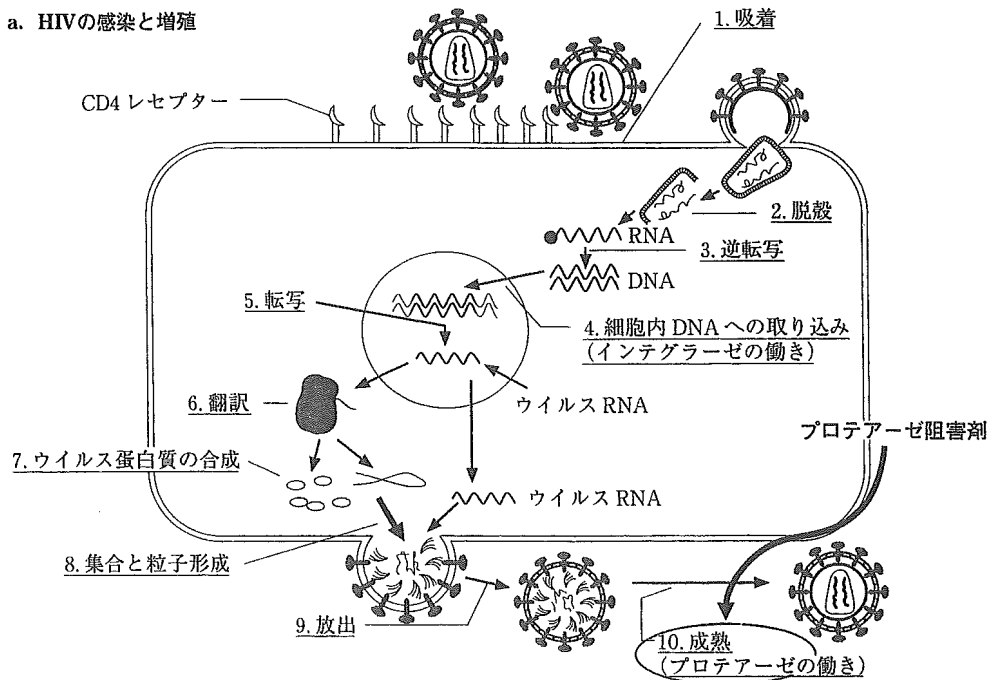 a. HIVの感染と増殖
1. 吸着
CD4 レセプター
2. 脱殻
RNA
3. 逆転写
DNA
5. 転写
4. 細胞内 DNA への取り込み
(インテグラーゼの働き)
ウイルス RNA
6. 翻訳
プロテアーゼ阻害剤
7. ウイルス蛋白質の合成
ウイルス RNA
8. 集合と粒子形成
9. 放出
10. 成熟
(プロテアーゼの働き)